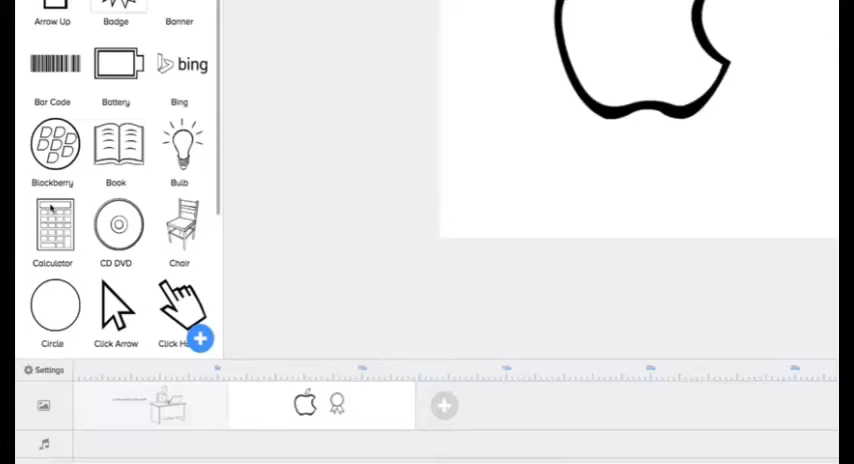 Arrow Up Badge Banner
bing
Bar Code Battery Bing
Blackberry Book Bulb
Calculator CD DVD Chair
Circle Click Arrow Click H
Settings